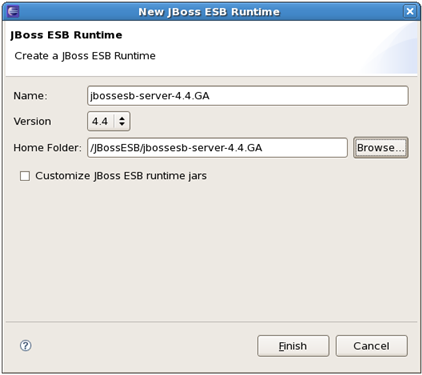 New JBoss ESB Runtime
JBoss ESB Runtime
Create a JBoss ESB Runtime
Name: jbossesb-server-4.4.GA
Version 4.4
Home Folder: /JBossESB/jbossesb-server-4.4.GA Browse...
Customize JBoss ESB runtime jars
? Finish Cancel